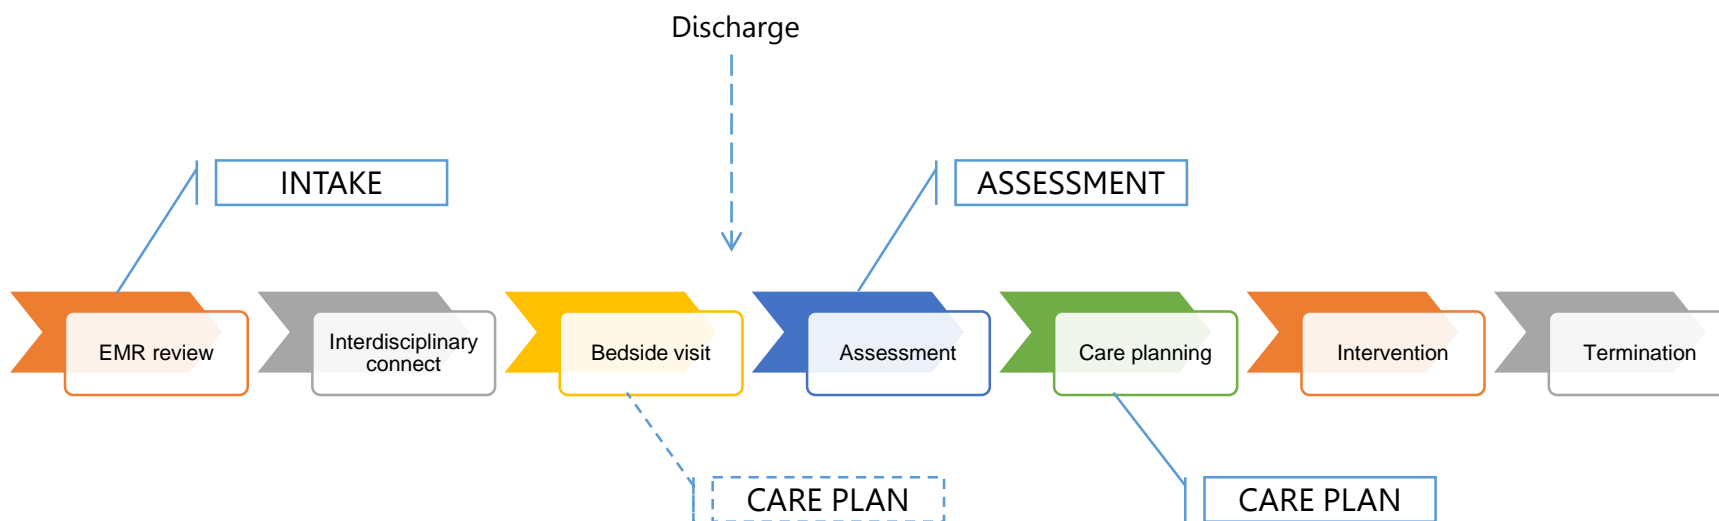 Discharge
INTAKE
ASSESSMENT
EMR review
Interdisciplinary
connect
Bedside visit
Assessment
Care planning
Intervention
Termination
CARE PLAN
CARE PLAN